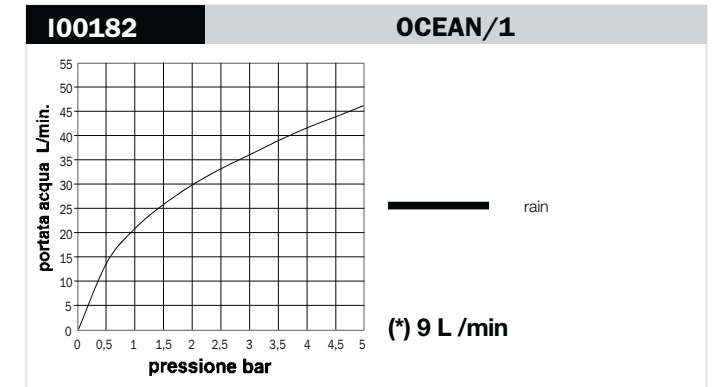 I00182
OCEAN/1
portata acqua L/min.
55
50
45
40
35
30
25
20
15
10
5
0
0 0,5 1 1,5 2 2,5 3 3,5 4 4,5 5
pressione bar
rain
(*) 9 L /min